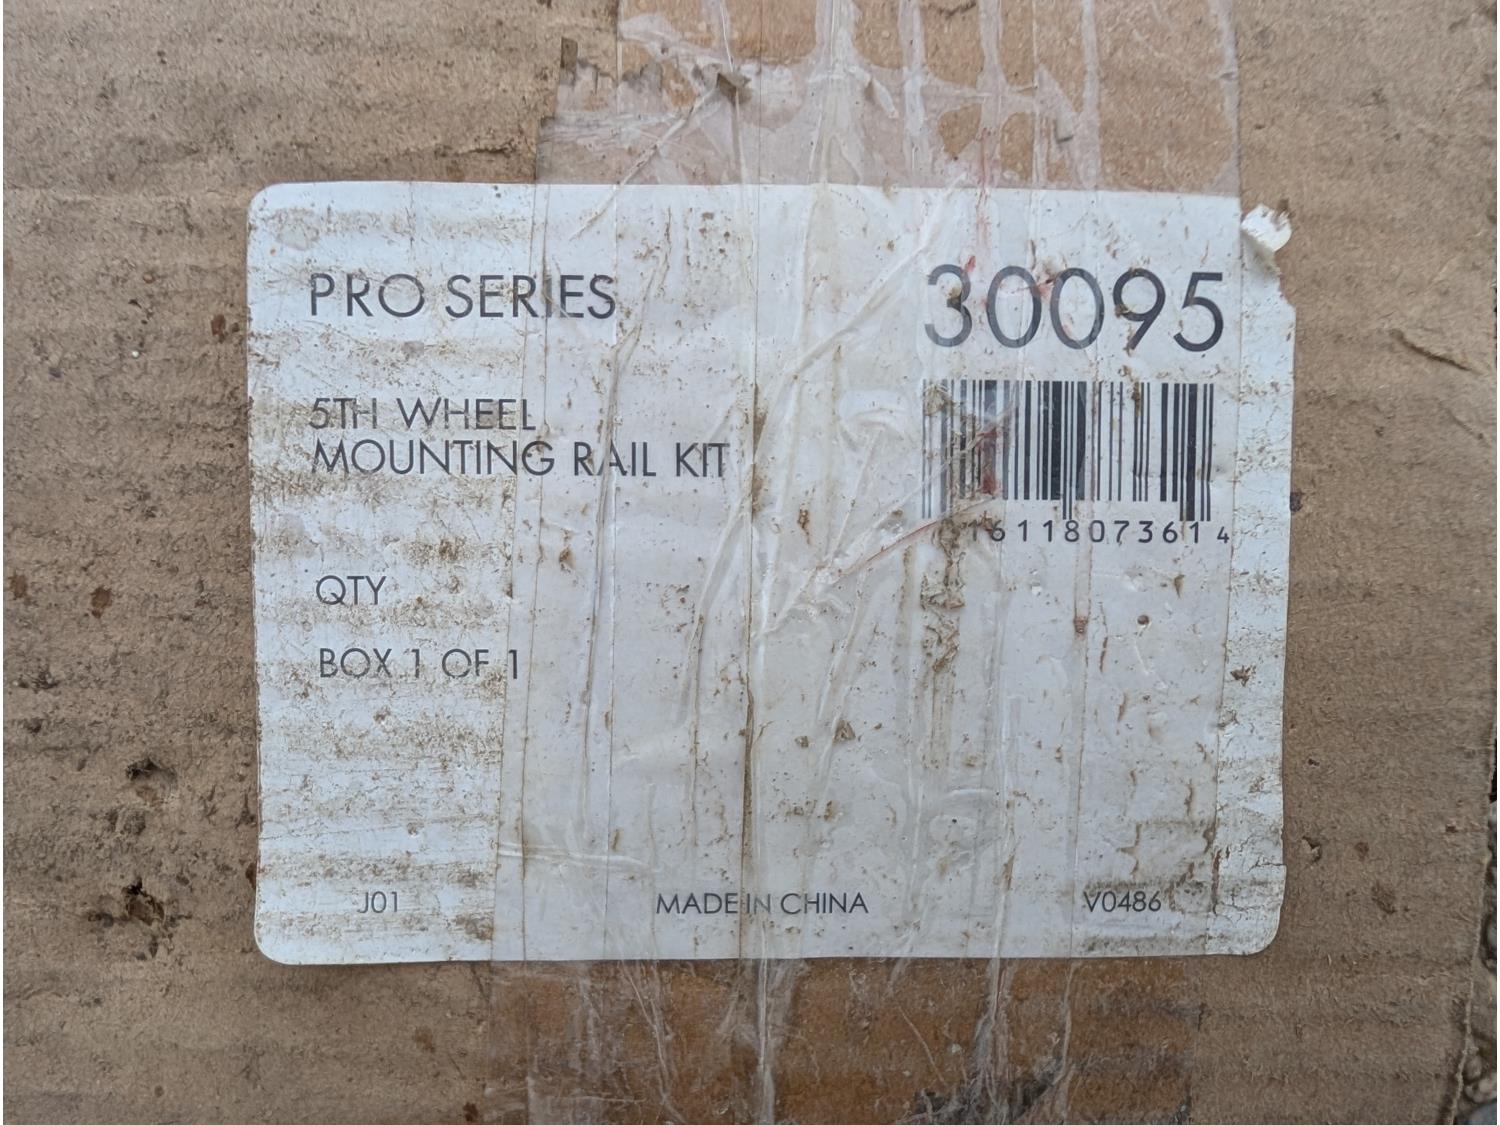 PRO SERIES
30095
5TH WHEEL
MOUNTING RAIL KIT
16118073614
QTY
BOX 1 OF 1
J01
MADE IN CHINA
V0486